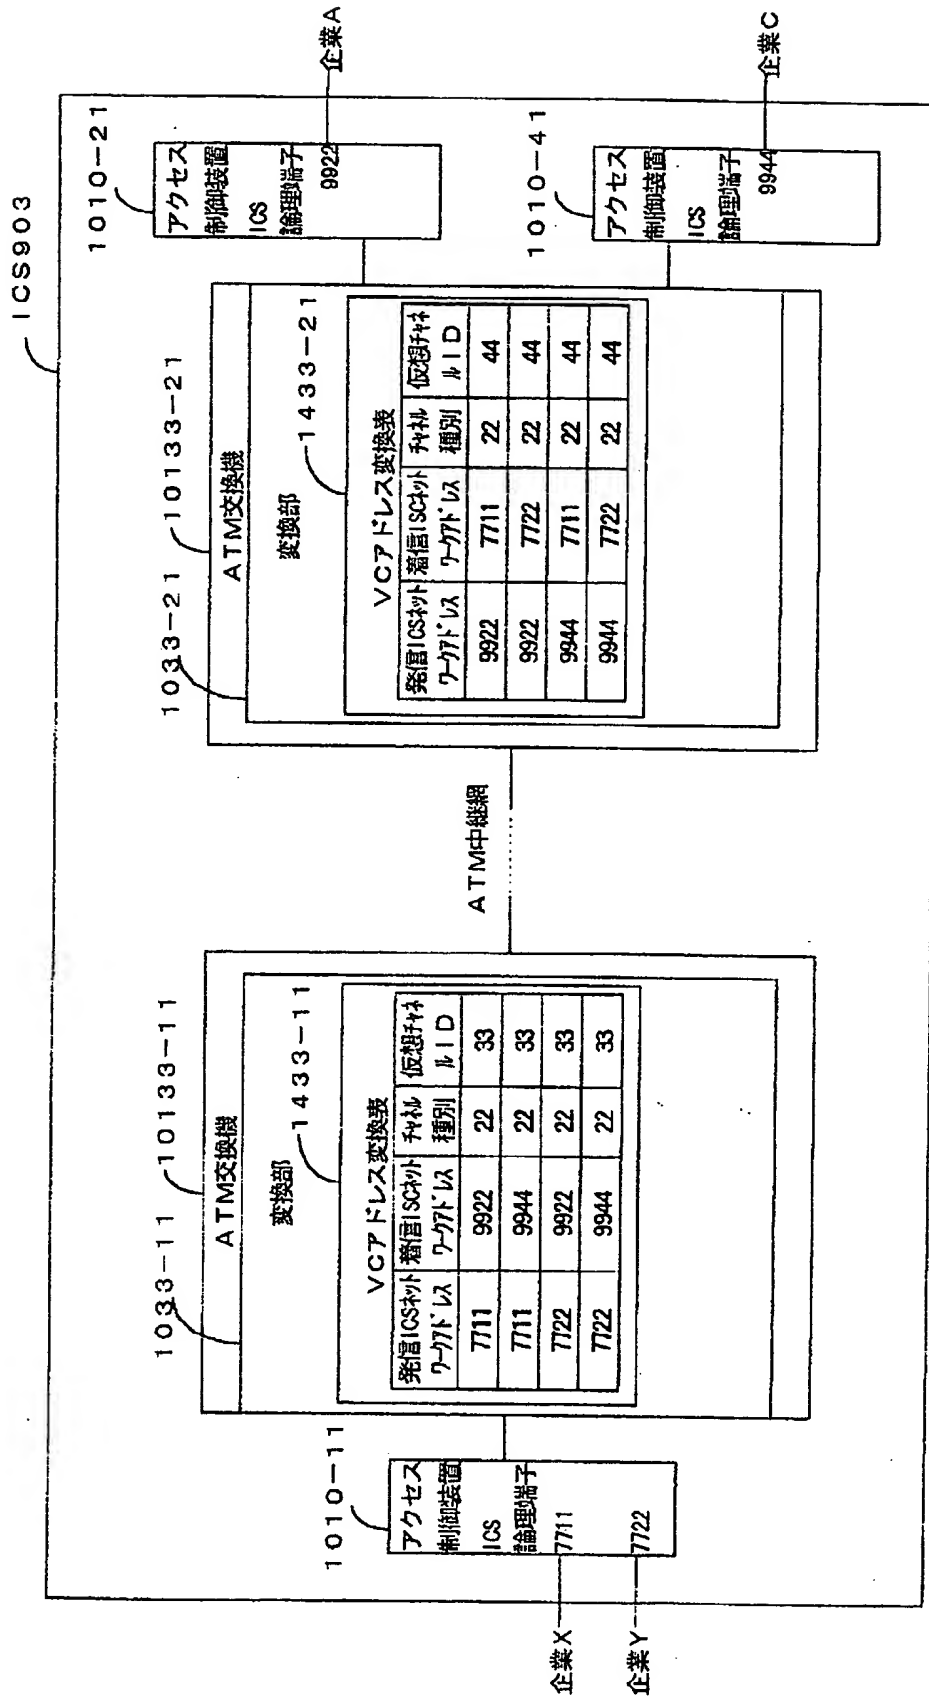 ICS903
1010-11
アクセス
制御装置
ICS
論理端子
7711
7722
企業X
企業Y
1033-11
10133-11
ATM交換機
変換部
1433-11
VCアドレス変換表
発信ICSネット
ワークアドレス
着信ISCネット
ワークアドレス
チャネル
種別
仮想チャネ
ルID
7711 9922 22 33
7711 9944 22 33
7722 9922 22 33
7722 9944 22 33
ATM中継網
1033-21
10133-21
ATM交換機
変換部
1433-21
VCアドレス変換表
発信ICSネット
ワークアドレス
着信ISCネット
ワークアドレス
チャネル
種別
仮想チャネ
ルID
9922 7711 22 44
9922 7722 22 44
9944 7711 22 44
9944 7722 22 44
1010-21
アクセス
制御装置
ICS
論理端子
9922
企業A
1010-41
アクセス
制御装置
ICS
論理端子
9944
企業C